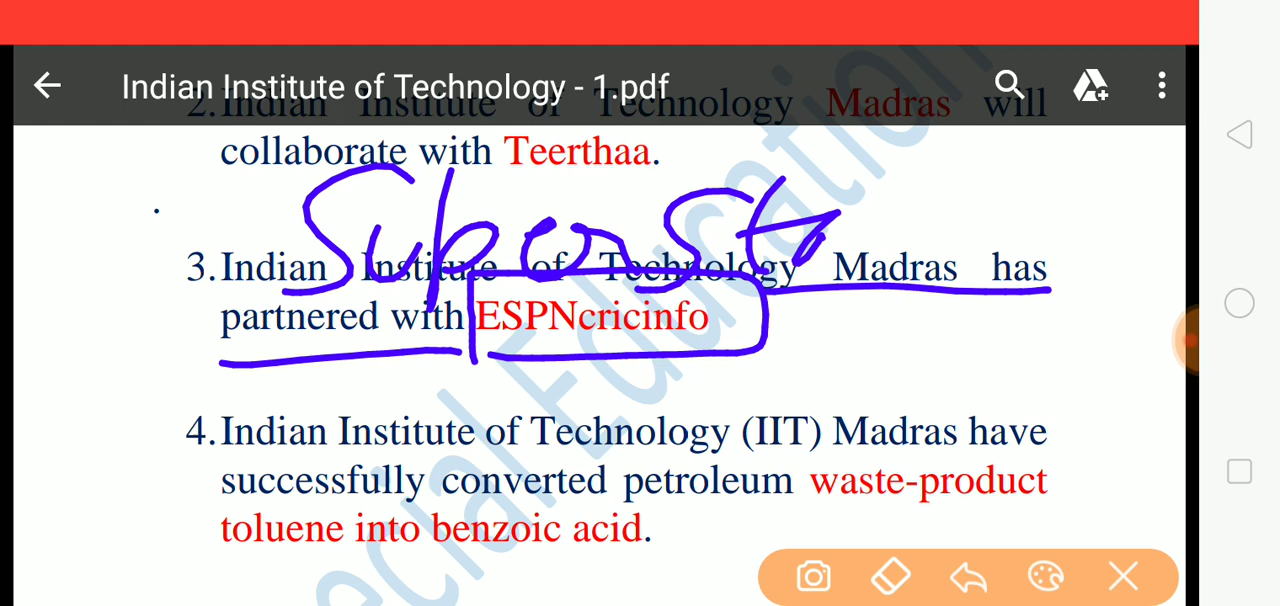 Indian Institute of Technology - 1.pdf
2. Indian Institute of Technology Madras will
collaborate with Teerthaa.
3. Indian Institute of Technology Madras has
partnered with ESPNcricinfo
4. Indian Institute of Technology (IIT) Madras have
successfully converted petroleum waste-product
toluene into benzoic acid.